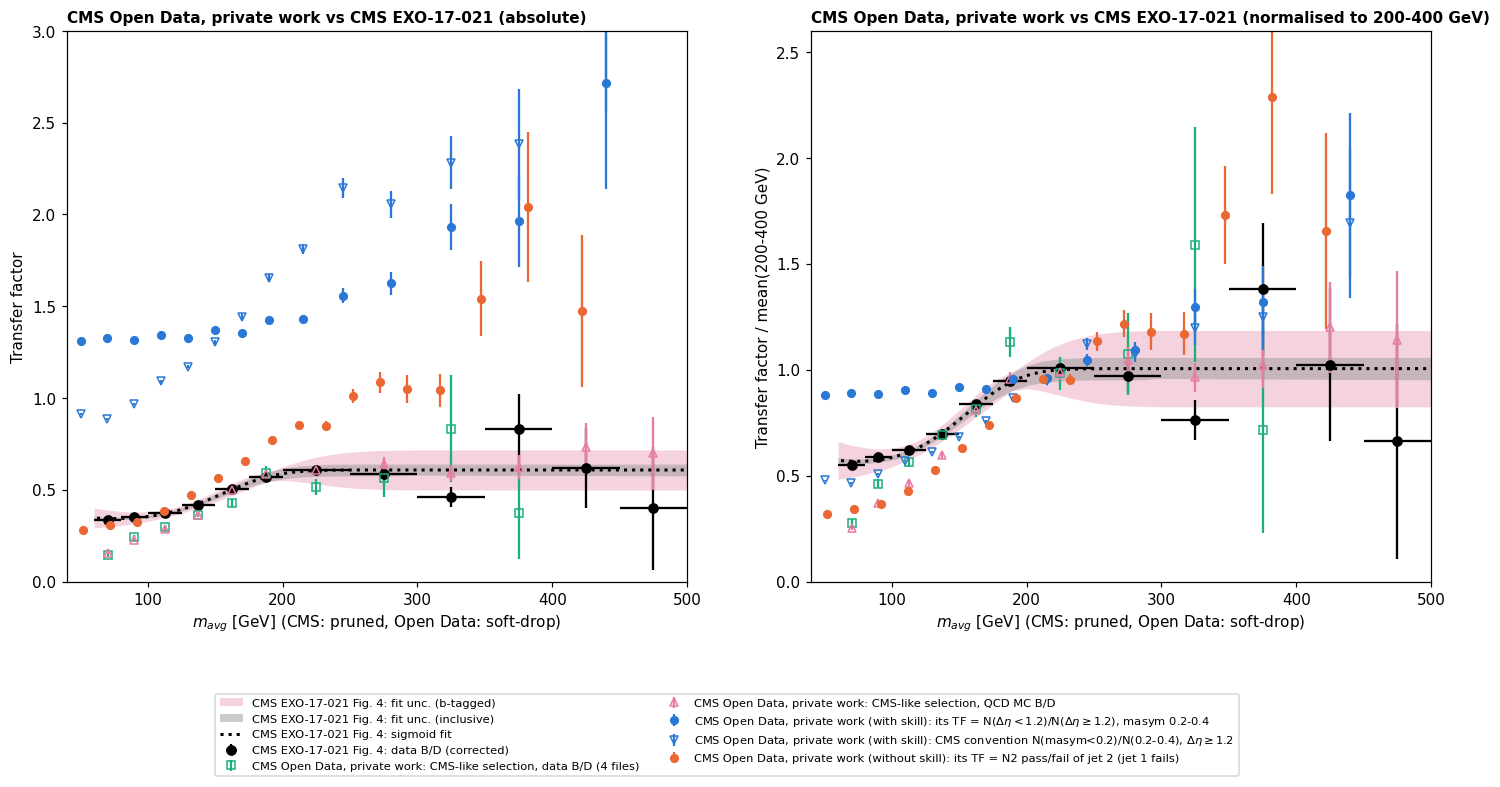 CMS Open Data, private work vs CMS EXO-17-021 (absolute)
3.0
2.5
2.0
1.5
1.0
0.5
0.0
Transfer factor
100 200 300 400 500
m_avg [GeV] (CMS: pruned, Open Data: soft-drop)
CMS Open Data, private work vs CMS EXO-17-021 (normalised to 200-400 GeV)
2.5
2.0
1.5
1.0
0.5
0.0
Transfer factor / mean(200-400 GeV)
100 200 300 400 500
m_avg [GeV] (CMS: pruned, Open Data: soft-drop)
CMS EXO-17-021 Fig. 4: fit unc. (b-tagged)
CMS EXO-17-021 Fig. 4: fit unc. (inclusive)
CMS EXO-17-021 Fig. 4: sigmoid fit
CMS EXO-17-021 Fig. 4: data B/D (corrected)
CMS Open Data, private work: CMS-like selection, data B/D (4 files)
CMS Open Data, private work: CMS-like selection, QCD MC B/D
CMS Open Data, private work (with skill): its TF = N(Δη < 1.2)/N(Δη ≥ 1.2), masym 0.2-0.4
CMS Open Data, private work (with skill): CMS convention N(masym<0.2)/N(0.2-0.4), Δη ≥ 1.2
CMS Open Data, private work (without skill): its TF = N2 pass/fail of jet 2 (jet 1 fails)